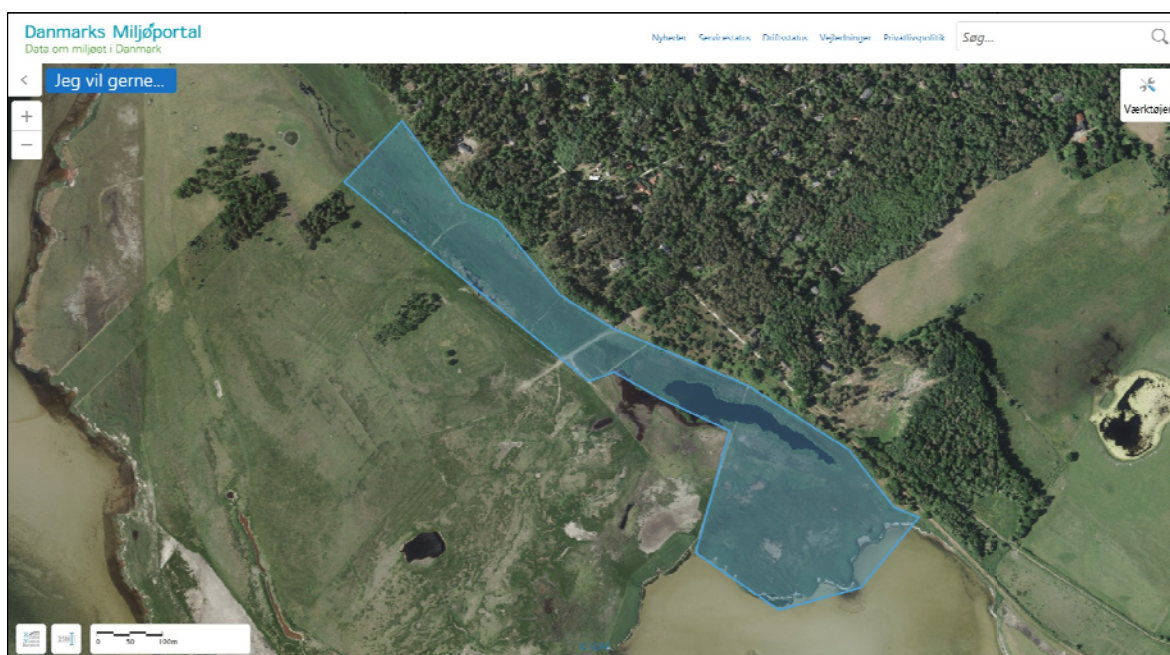 Danmarks Miljøportal
Data om miljøet i Danmark
Nyheder Servicestatus Driftsstatus Vejledninger Privatlivspolitik
Søg...
Jeg vil gerne...
Værktøjer
0 50 100m